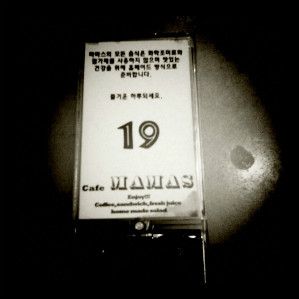 마마스의 모든 음식은 화학조미료와
첨가제를 사용하지 않으며 맛있는
건강을 위해 홈메이드 방식으로
준비합니다.
즐거운 하루되세요.
19
Cafe MAMAS
Enjoy!!!
Coffee,sandwich,fresh juice
home made salad